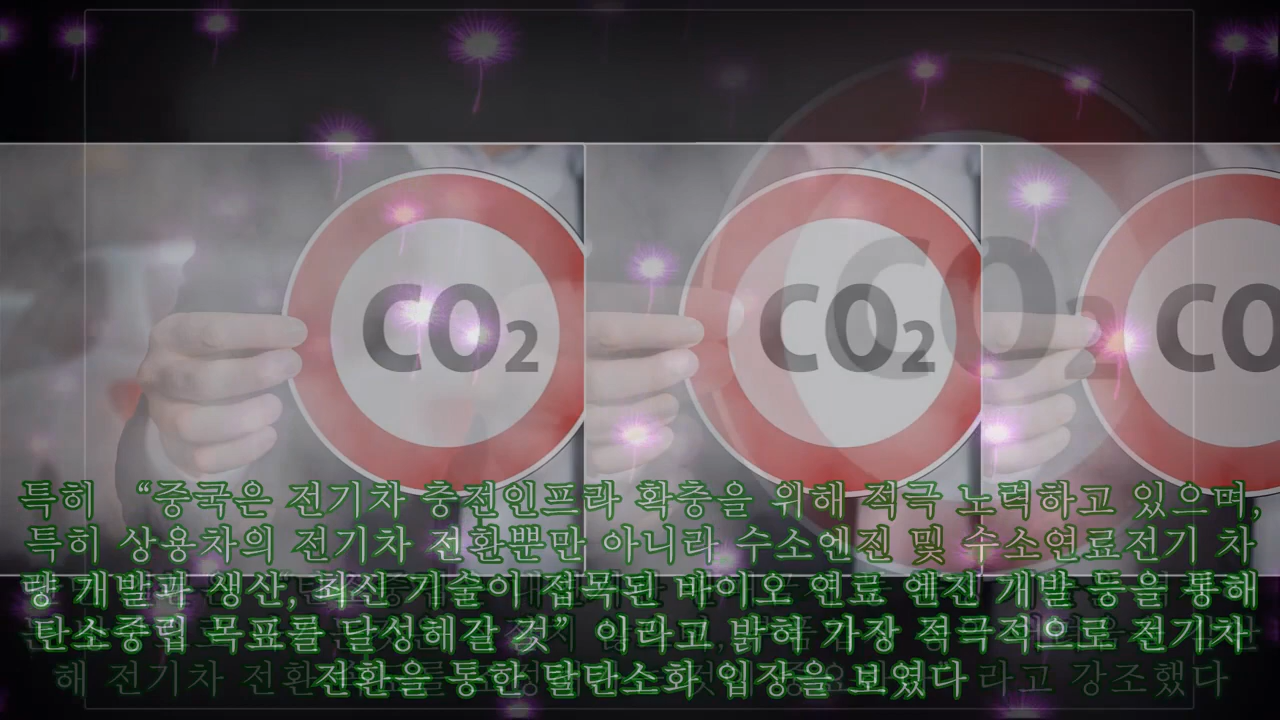 CO2 CO2 CO2 CO
특히 “중국은 전기차 충전인프라 확충을 위해 적극 노력하고 있으며,
특히 상용차의 전기차 전환뿐만 아니라 수소엔진 및 수소연료전기 차
량 개발과 생산, 최신 기술이 접목된 바이오 연료 엔진 개발 등을 통해
탄소중립 목표를 달성해갈 것” 이라고 밝혀 가장 적극적으로 전기차
전환을 통한 탈탄소화 입장을 보였다
해 전기차 전환 라고 강조했다